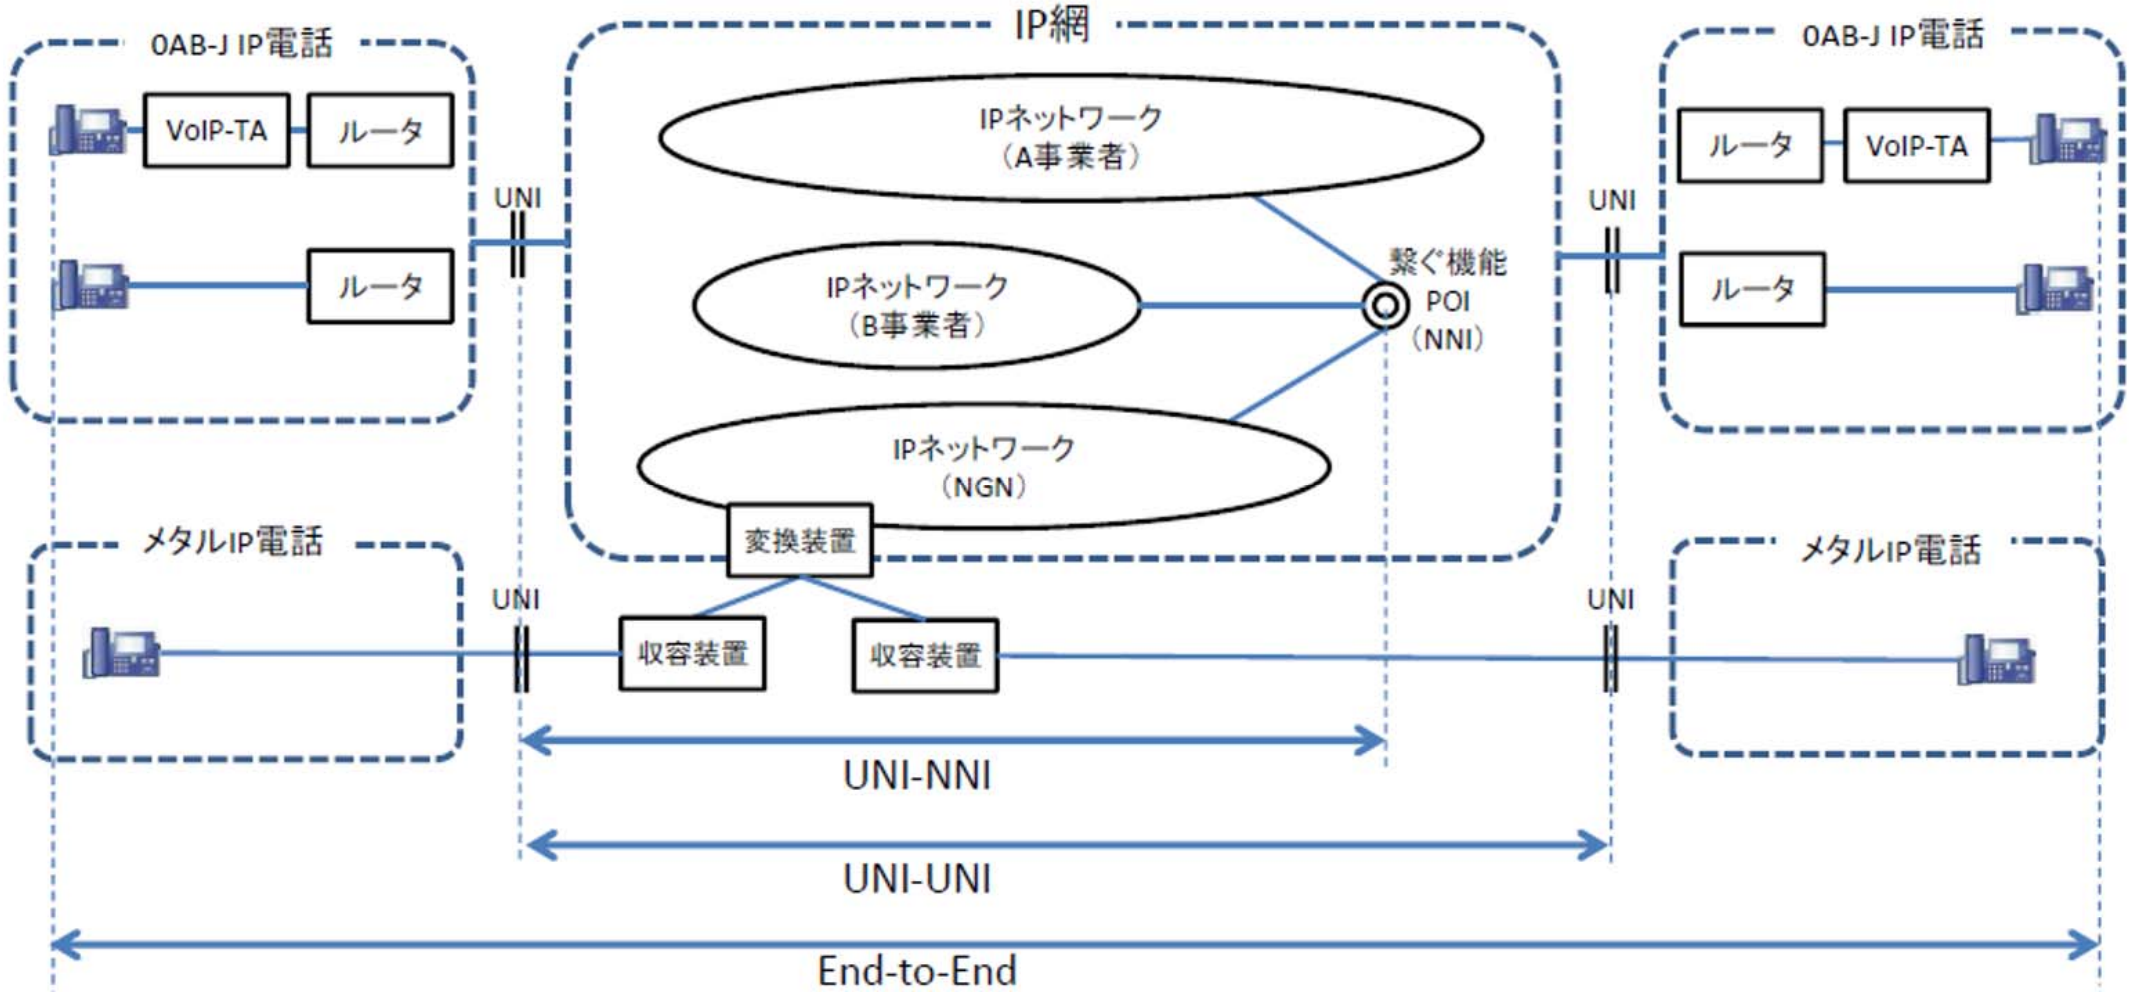 0AB-J IP電話
VoIP-TA
ルータ
ルータ
UNI
IP網
IPネットワーク
（A事業者）
IPネットワーク
（B事業者）
繋ぐ機能
POI
（NNI）
IPネットワーク
（NGN）
変換装置
UNI
0AB-J IP電話
ルータ
VoIP-TA
ルータ
メタルIP電話
UNI
収容装置
収容装置
UNI
メタルIP電話
UNI-NNI
UNI-UNI
End-to-End